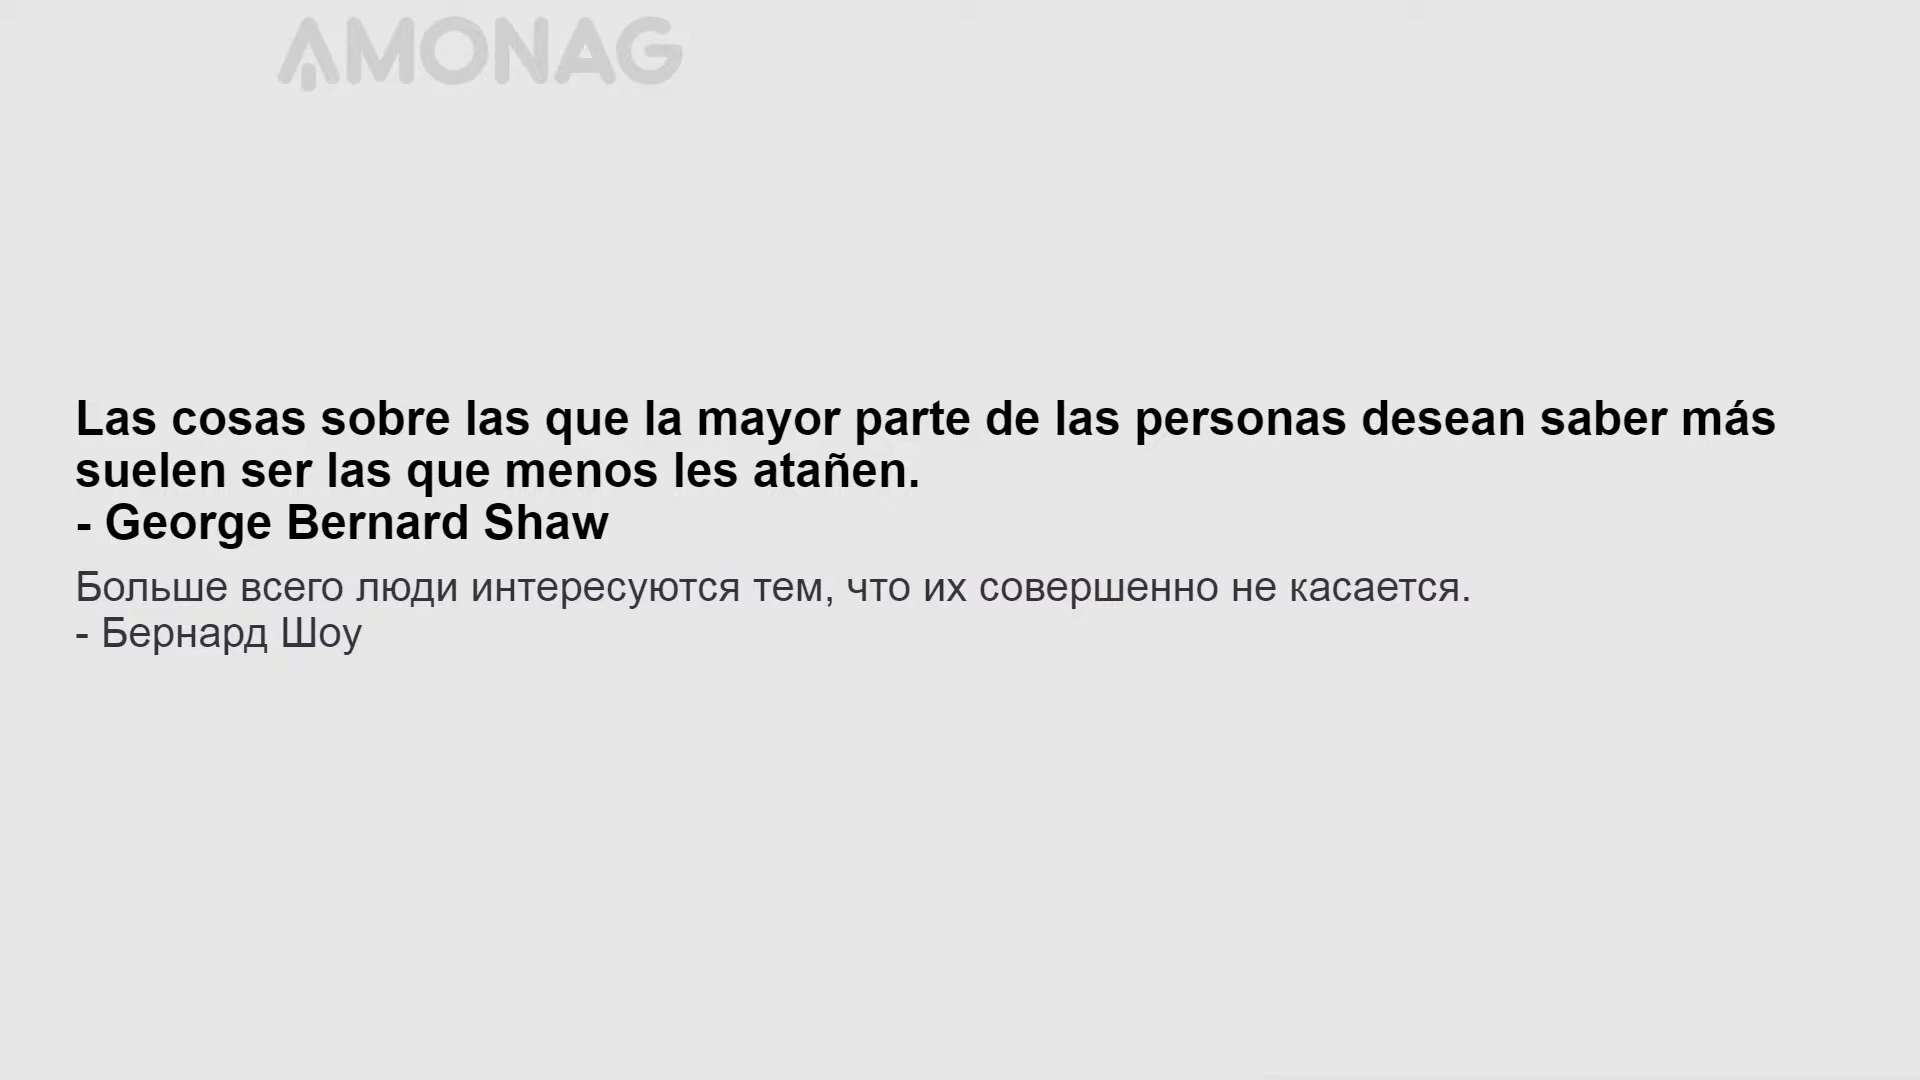 AMONAG
Las cosas sobre las que la mayor parte de las personas desean saber más
suelen ser las que menos les atañen.
- George Bernard Shaw
Больше всего люди интересуются тем, что их совершенно не касается.
- Бернард Шоу